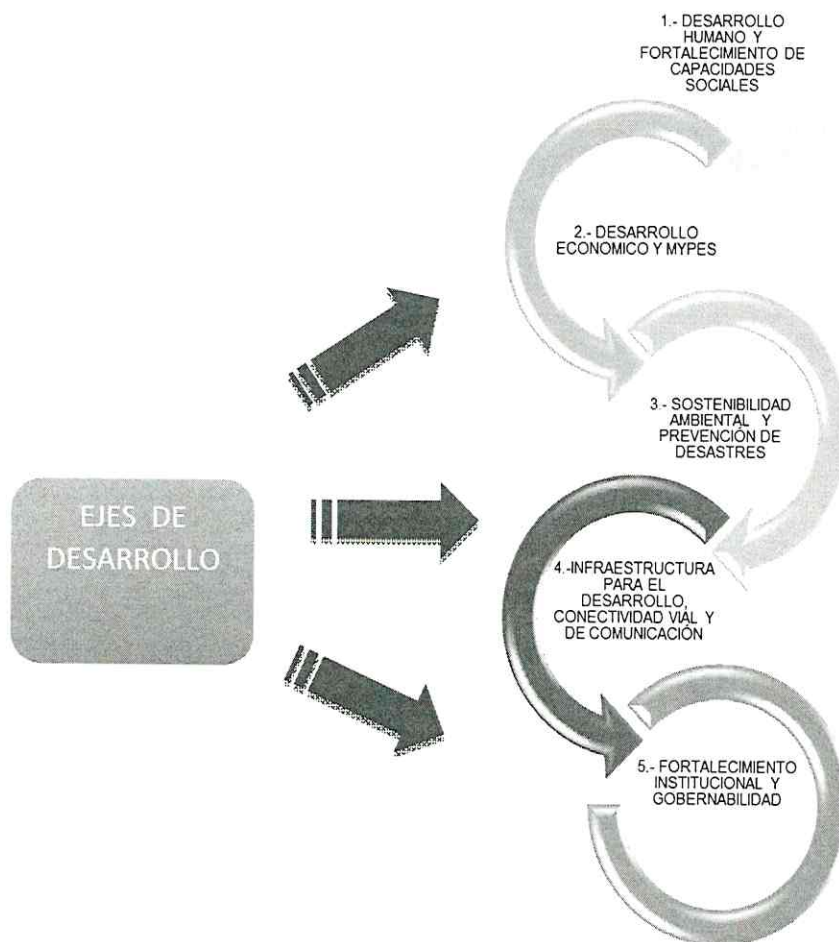 1.- DESARROLLO
HUMANO Y
FORTALECIMIENTO DE
CAPACIDADES
SOCIALES
2.- DESARROLLO
ECONOMICO Y MYPES
3.- SOSTENIBILIDAD
AMBIENTAL Y
PREVENCIÓN DE
DESASTRES
EJES DE
DESARROLLO
4.-INFRAESTRUCTURA
PARA EL
DESARROLLO,
CONECTIVIDAD VIAL Y
DE COMUNICACIÓN
5.- FORTALECIMIENTO
INSTITUCIONAL Y
GOBERNABILIDAD